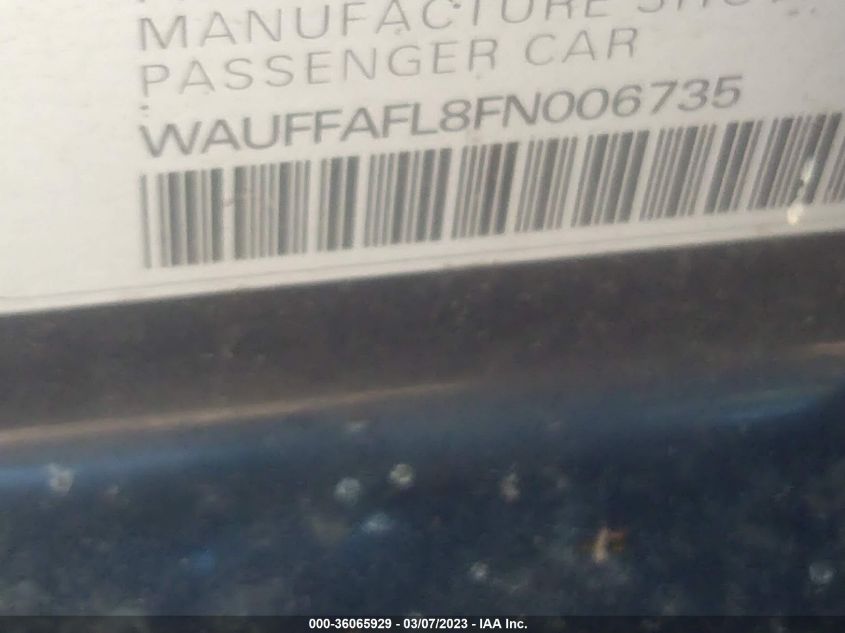 MANUFACTURE
PASSENGER CAR
WAUFFAFL8FN006735
000-36065929 - 03/07/2023 - IAA Inc.